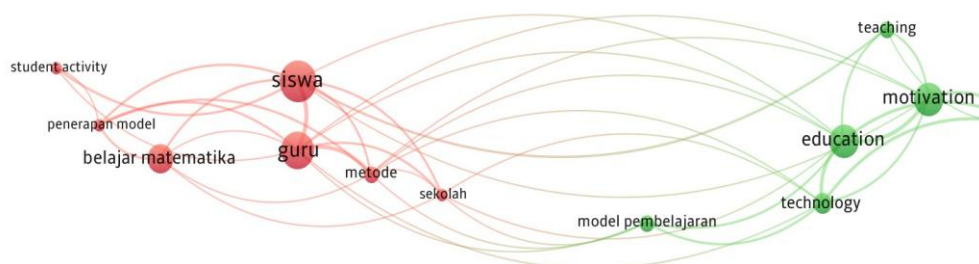 teaching
student activity
siswa
motivation
penerapan model
education
belajar matematika
guru
metode
sekolah
technology
model pembelajaran